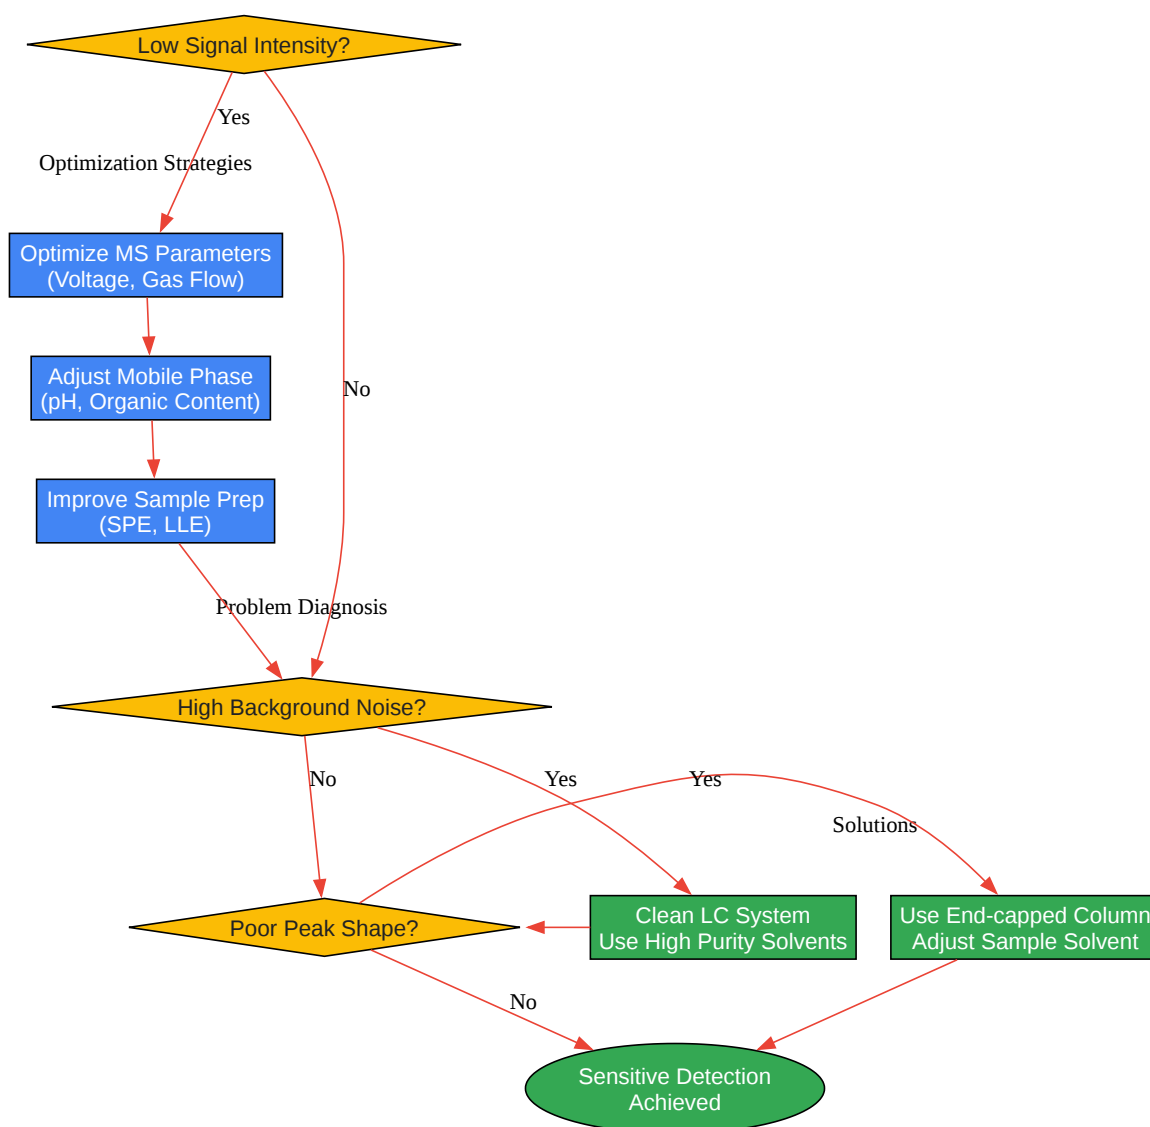 Low Signal Intensity?
Yes
Optimization Strategies
Optimize MS Parameters
(Voltage, Gas Flow)
Adjust Mobile Phase
(pH, Organic Content)
No
Improve Sample Prep
(SPE, LLE)
Problem Diagnosis
High Background Noise?
No
Yes
Yes
Solutions
Poor Peak Shape?
Clean LC System
Use High Purity Solvents
Use End-capped Column
Adjust Sample Solvent
No
Sensitive Detection
Achieved